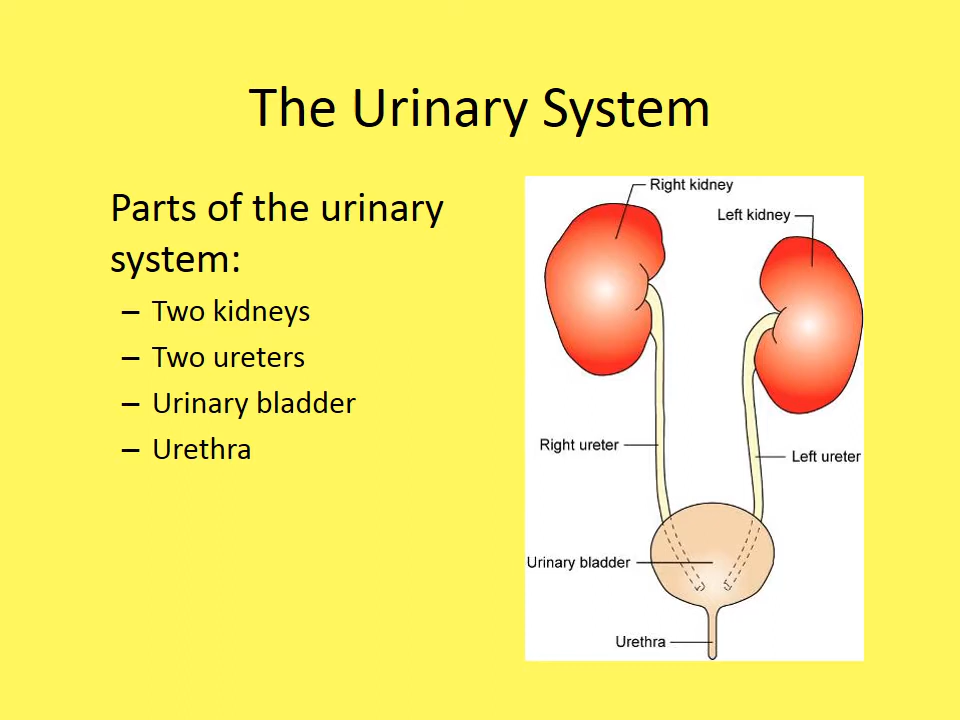 The Urinary System
Parts of the urinary
system:
– Two kidneys
– Two ureters
– Urinary bladder
– Urethra
Right kidney
Left kidney
Right ureter
Left ureter
Urinary bladder
Urethra